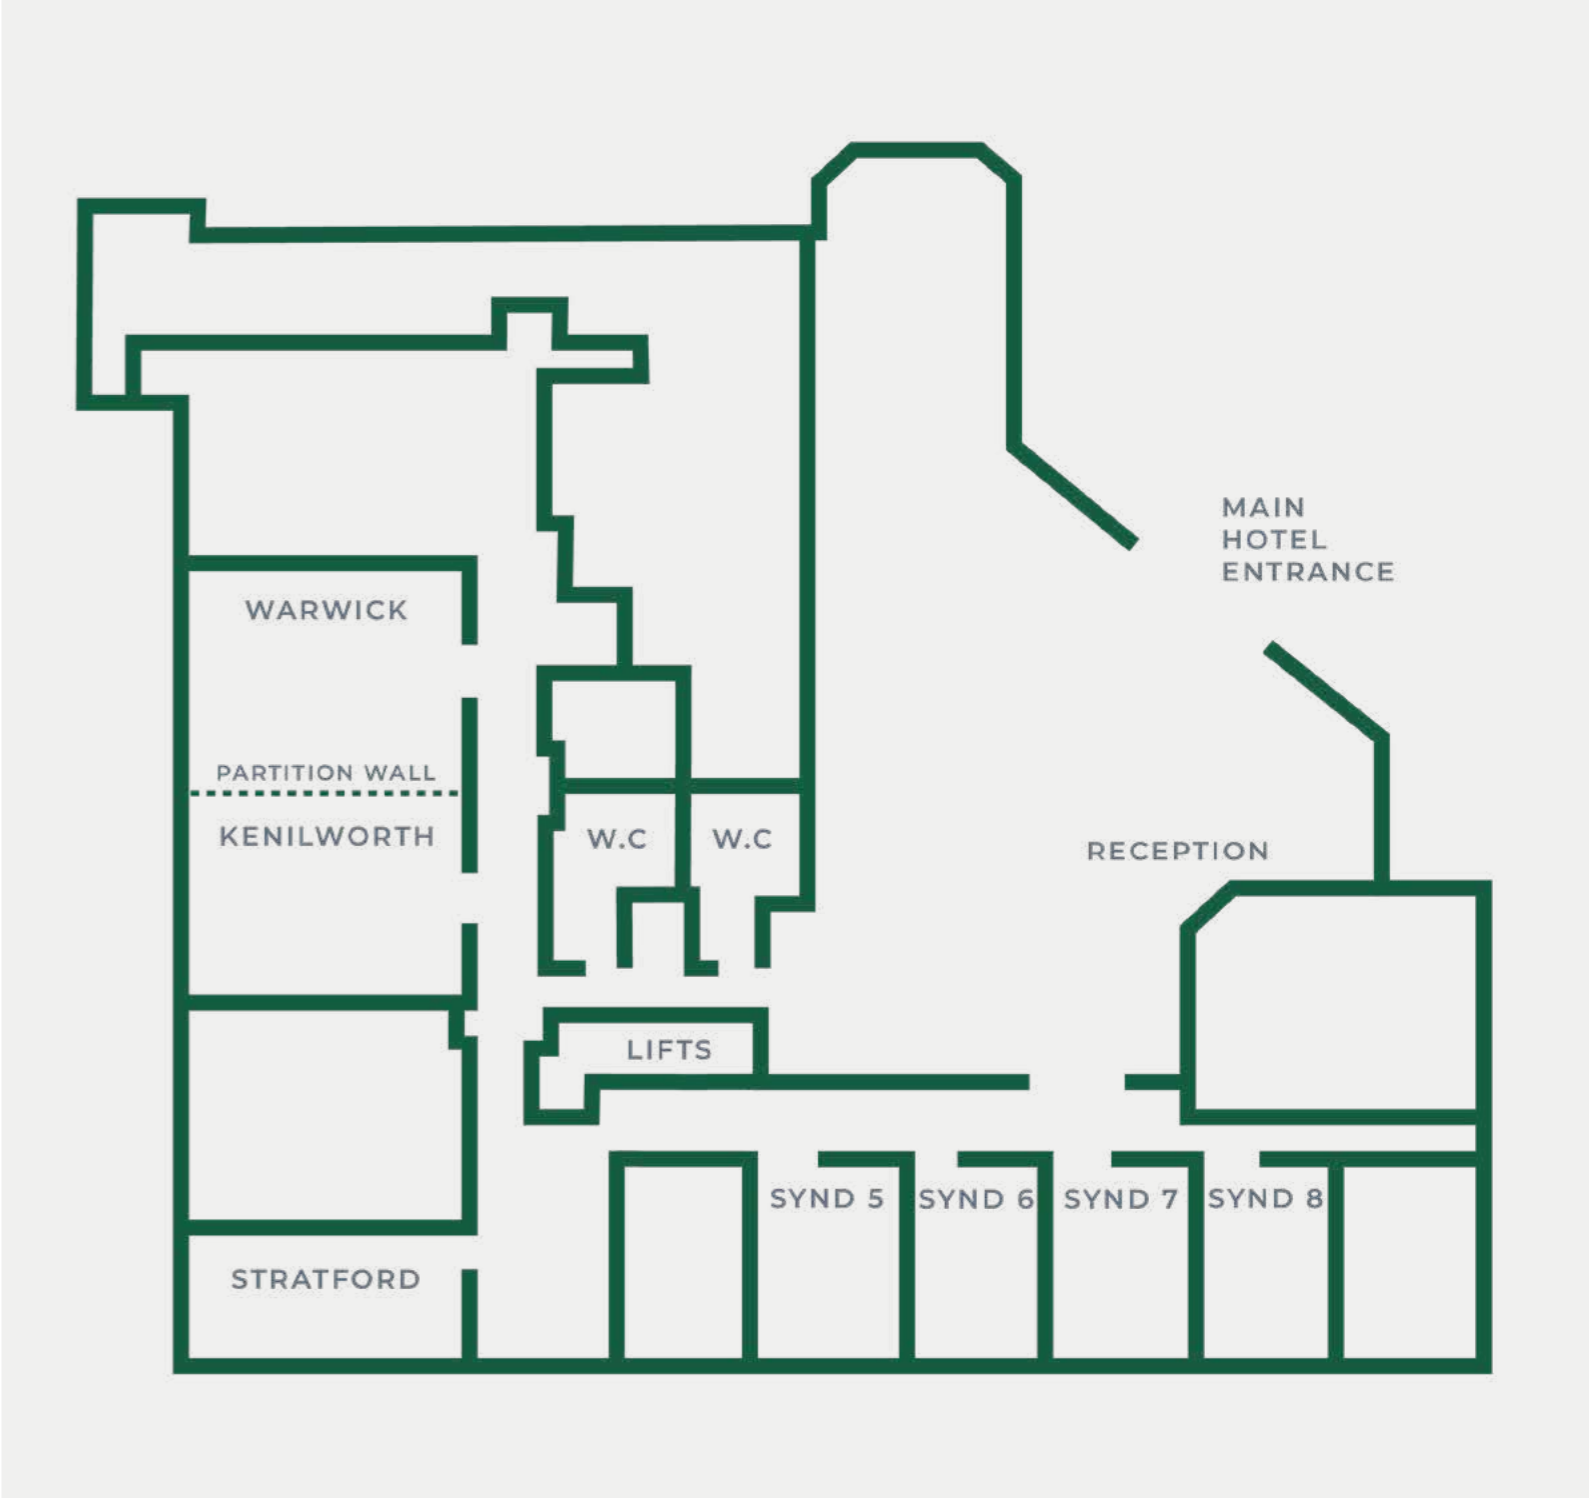 MAIN
HOTEL
ENTRANCE
WARWICK
PARTITION WALL
KENILWORTH
W.C
W.C
RECEPTION
LIFTS
SYND 5
SYND 6
SYND 7
SYND 8
STRATFORD